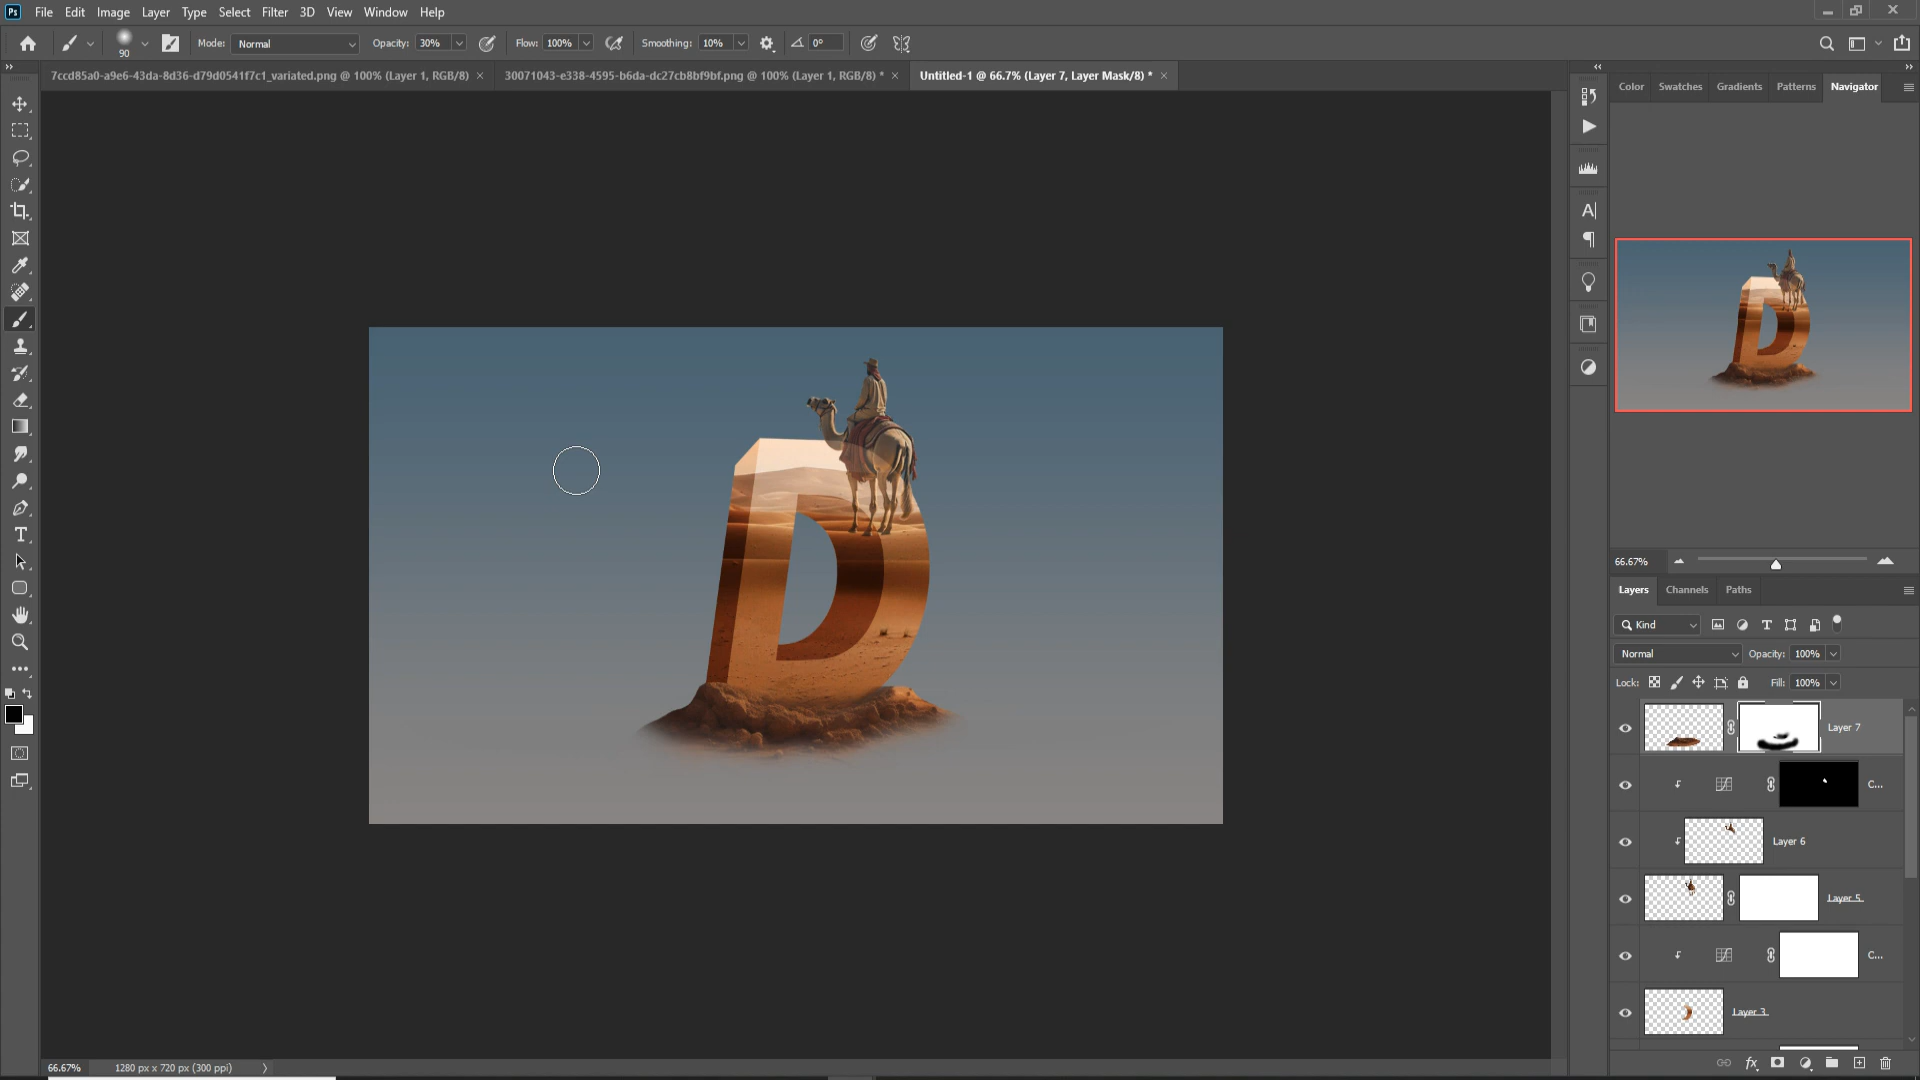 Ps File Edit Image Layer Type Select Filter 3D View Window Help
90 Mode: Normal Opacity: 30% Flow: 100% Smoothing: 10% 0°
7ccd85a0-a9e6-43da-8d36-d79d0541f7c1_variated.png @ 100% (Layer 1, RGB/8) × 30071043-e338-4595-b6da-dc27cb8bf9bf.png @ 100% (Layer 1, RGB/8) * × Untitled-1 @ 66.7% (Layer 7, Layer Mask/8) * ×
Color Swatches Gradients Patterns Navigator
66.67%
Layers Channels Paths
Kind
Normal Opacity: 100%
Lock: Fill: 100%
Layer 7
C...
Layer 6
Layer 5
C...
Layer 3
D
66.67% 1280 px x 720 px (300 ppi)